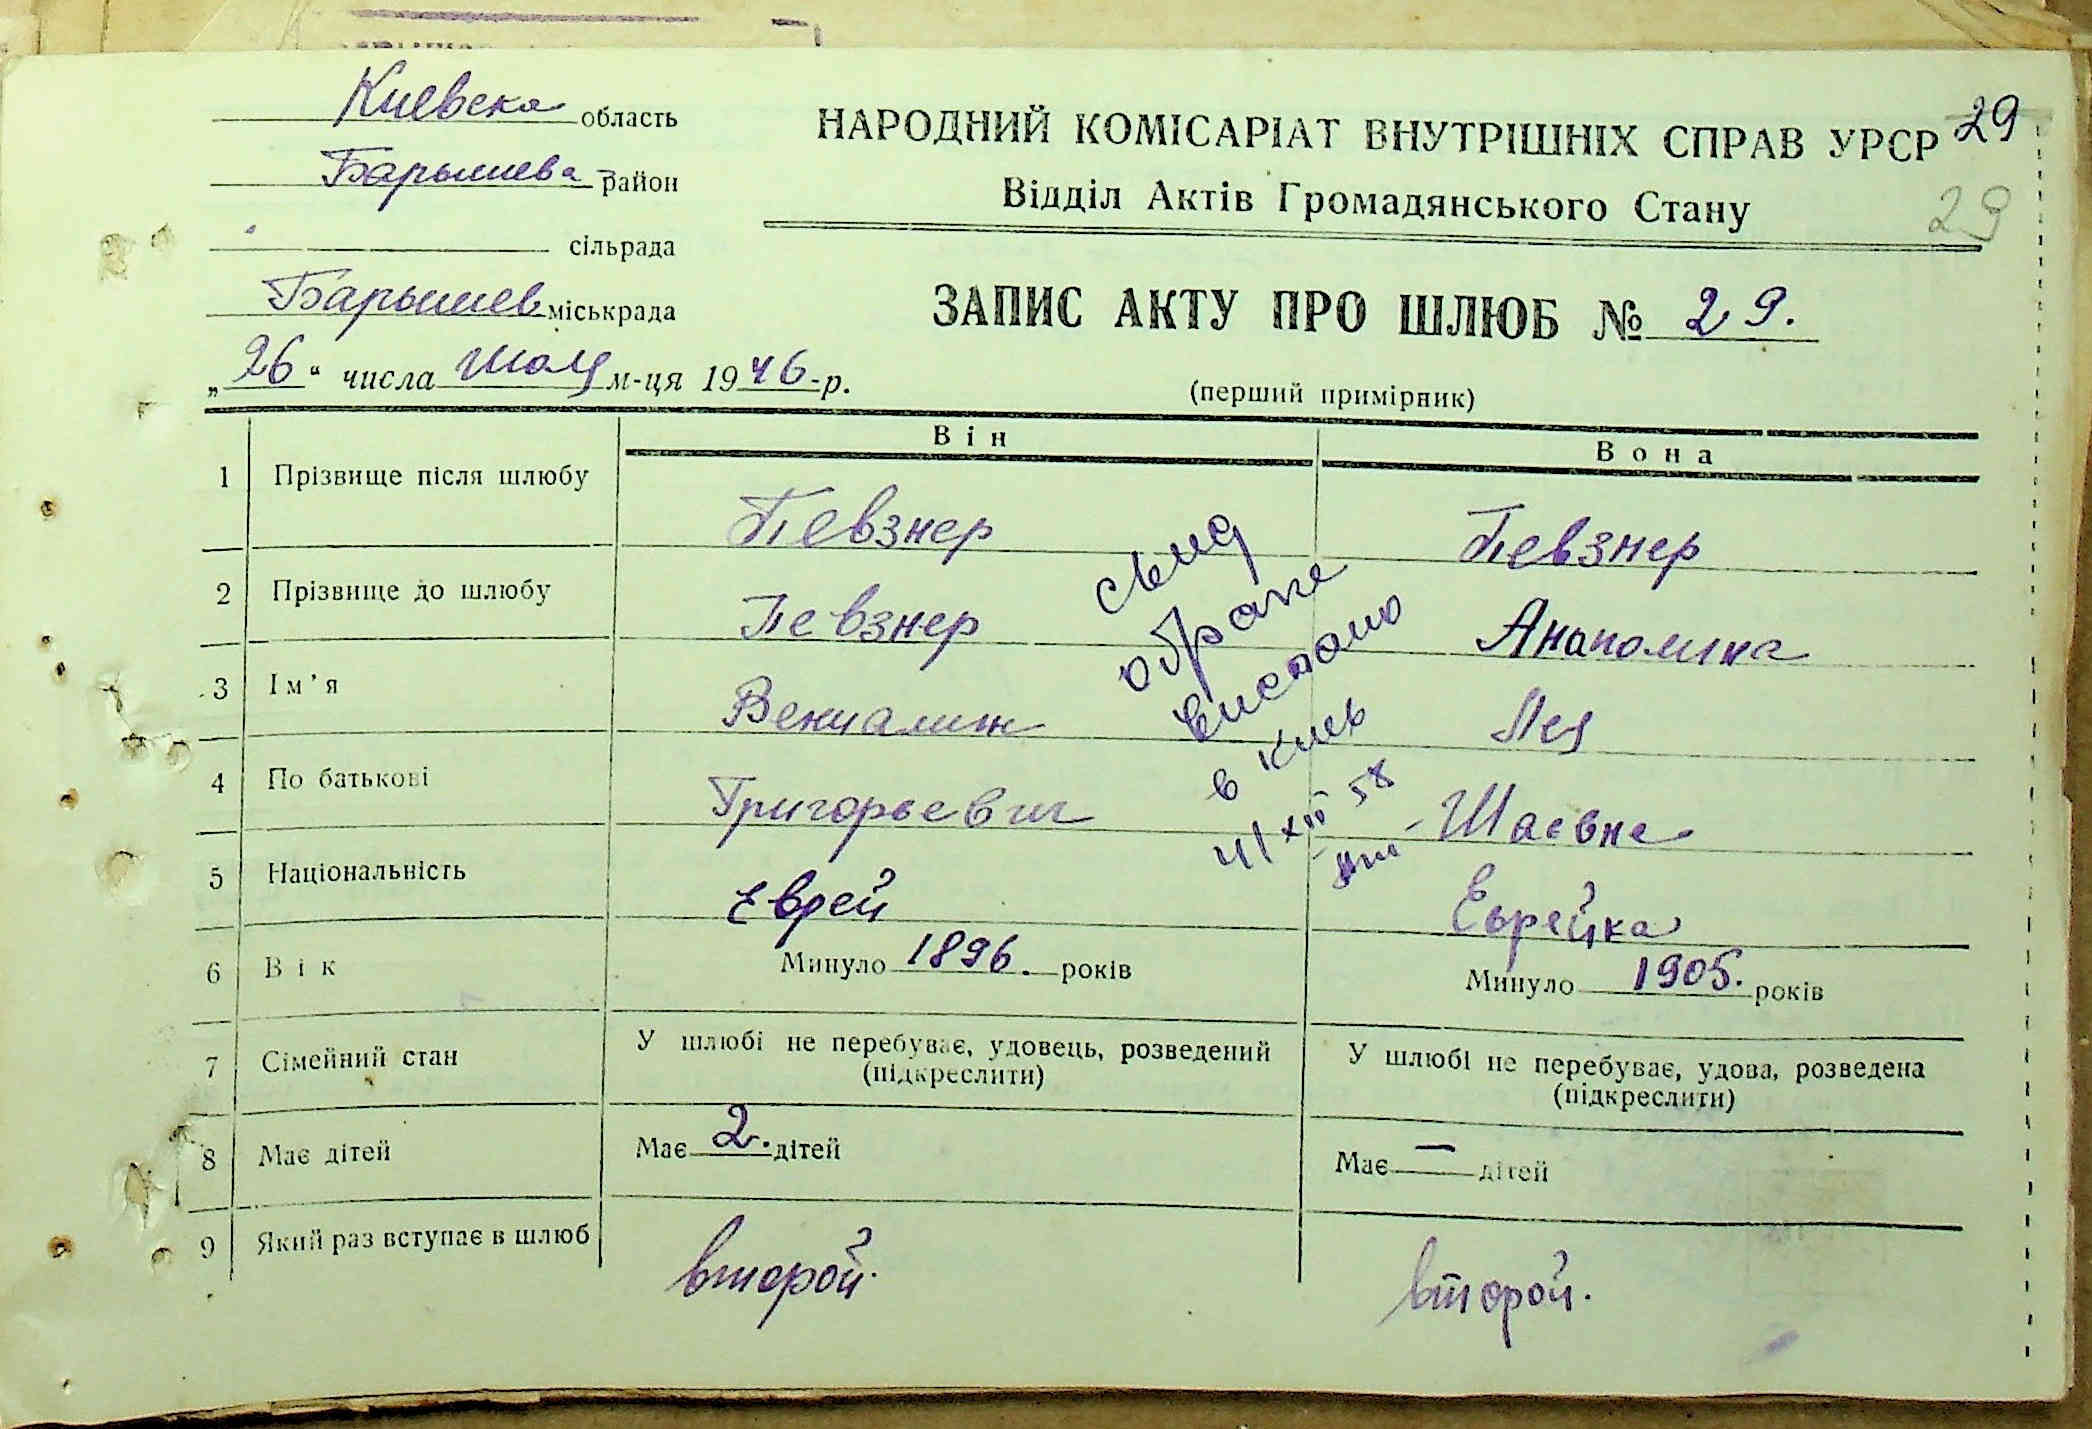 Киевска область
Барышева район
сільрада
Барышев міськрада
„26“ числа июля м-ця 1946-р.
НАРОДНИЙ КОМІСАРІАТ ВНУТРІШНІХ СПРАВ УРСР 29
Відділ Актів Громадянського Стану
29
ЗАПИС АКТУ ПРО ШЛЮБ № 29.
(перший примірник)
Він Вона
1 Прізвище після шлюбу Певзнер Певзнер
2 Прізвище до шлюбу Певзнер Анаполина
3 Ім'я Лея
4 По батькові Григорьевич Шаевна
5 Національність Еврей Еврейка
6 Вік Минуло 1896. років Минуло 1905. років
7 Сімейний стан У шлюбі не перебуває, удовець, розведений (підкреслити) У шлюбі не перебуває, удова, розведена (підкреслити)
8 Має дітей Має 2. дітей Має — дітей
9 Який раз вступає в шлюб второй. второй.
в Киев
XII 58